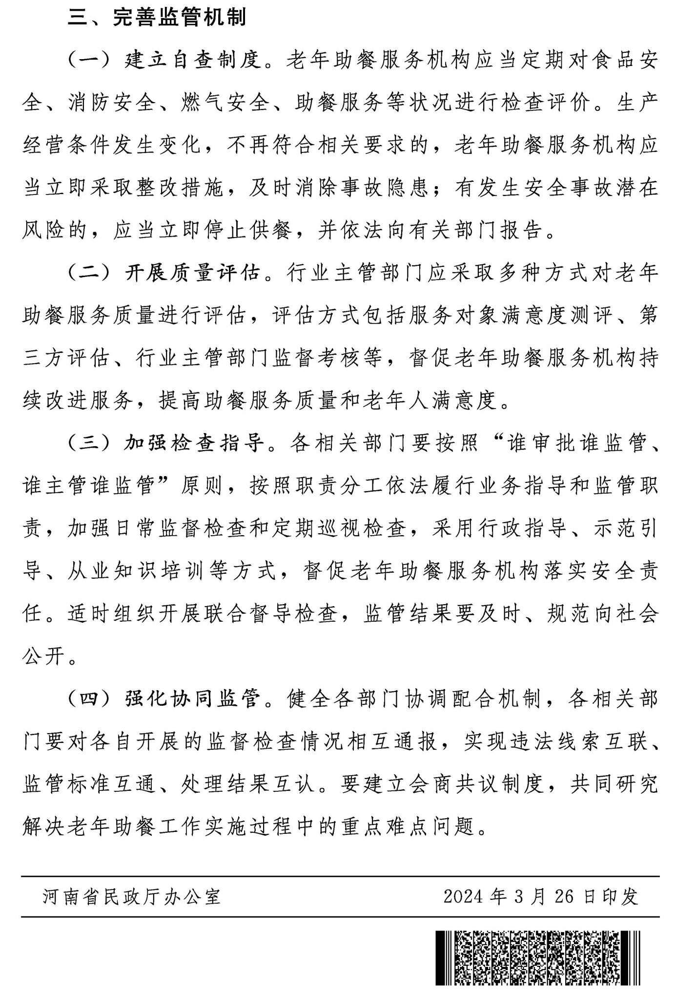 三、完善监管机制
（一）建立自查制度。老年助餐服务机构应当定期对食品安
全、消防安全、燃气安全、助餐服务等状况进行检查评价。生产
经营条件发生变化，不再符合相关要求的，老年助餐服务机构应
当立即采取整改措施，及时消除事故隐患；有发生安全事故潜在
风险的，应当立即停止供餐，并依法向有关部门报告。
（二）开展质量评估。行业主管部门应采取多种方式对老年
助餐服务质量进行评估，评估方式包括服务对象满意度测评、第
三方评估、行业主管部门监督考核等，督促老年助餐服务机构持
续改进服务，提高助餐服务质量和老年人满意度。
（三）加强检查指导。各相关部门要按照“谁审批谁监管、
谁主管谁监管”原则，按照职责分工依法履行业务指导和监管职
责，加强日常监督检查和定期巡视检查，采用行政指导、示范引
导、从业知识培训等方式，督促老年助餐服务机构落实安全责
任。适时组织开展联合督导检查，监管结果要及时、规范向社会
公开。
（四）强化协同监管。健全各部门协调配合机制，各相关部
门要对各自开展的监督检查情况相互通报，实现违法线索互联、
监管标准互通、处理结果互认。要建立会商共议制度，共同研究
解决老年助餐工作实施过程中的重点难点问题。
河南省民政厅办公室 2024年3月26日印发